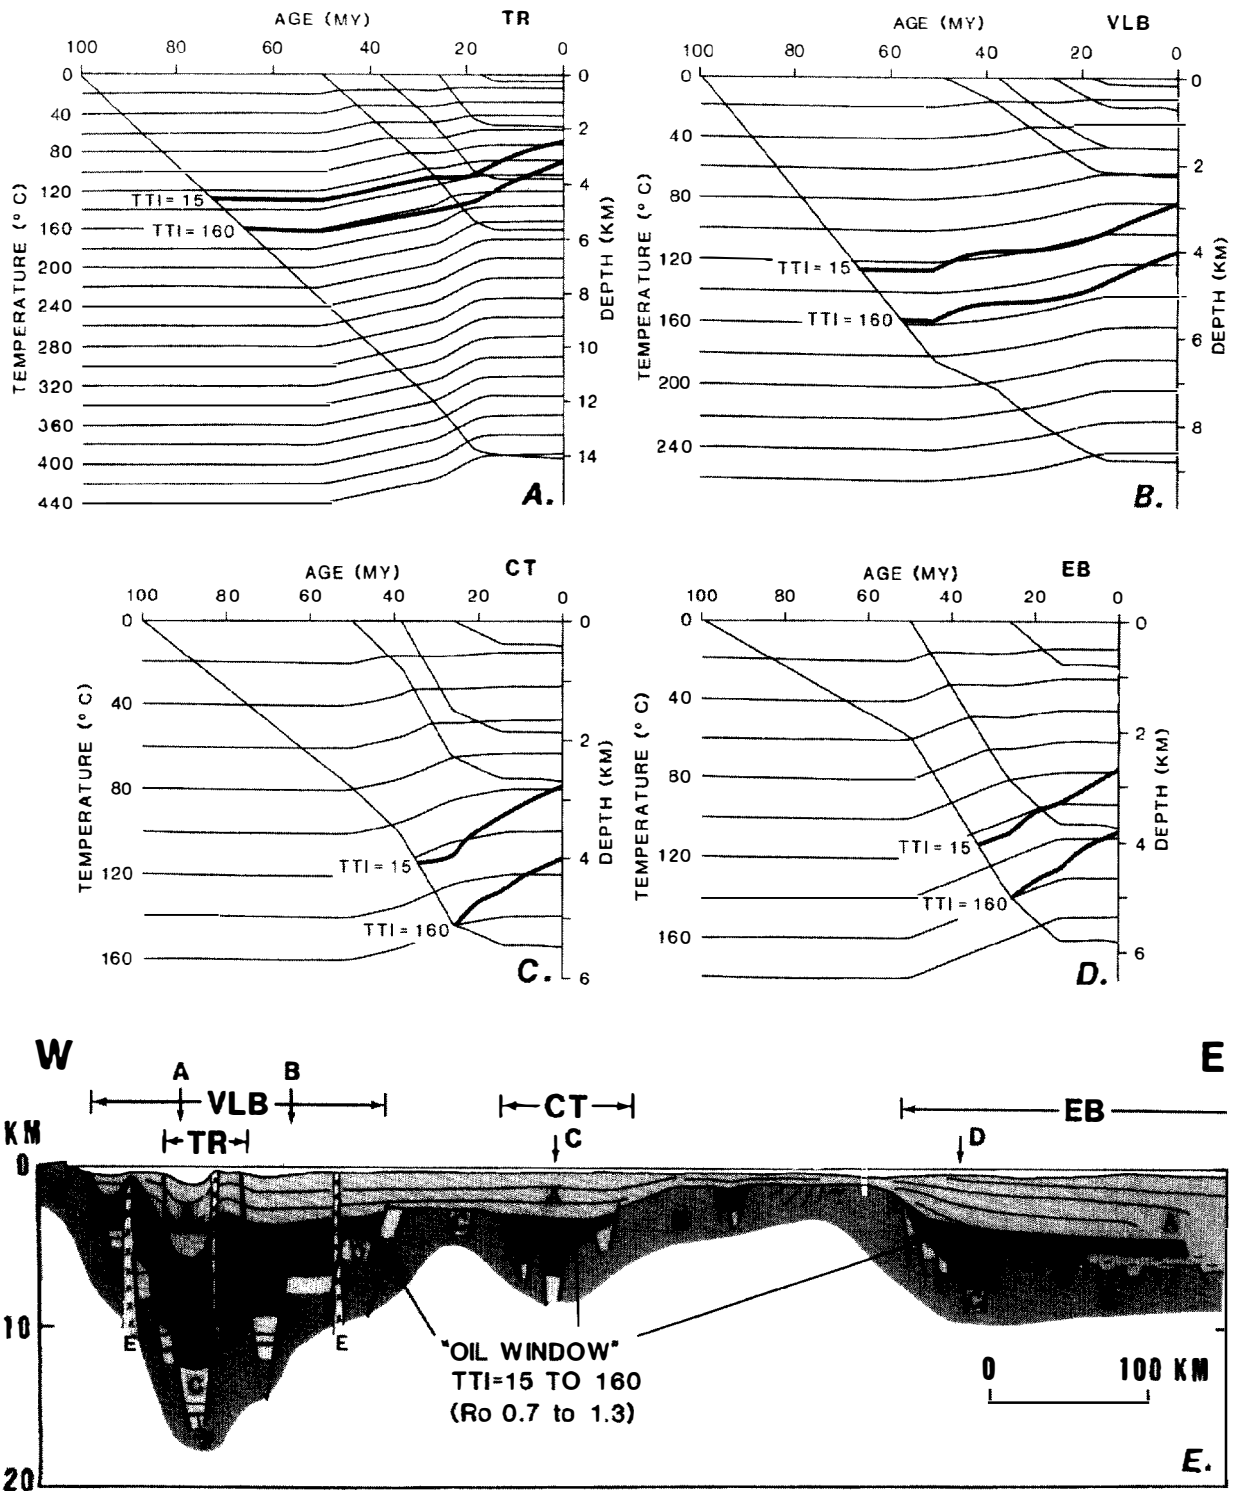 AGE (MY) TR
100 80 60 40 20 0
0 40 80 120 160 200 240 280 320 360 400 440
TEMPERATURE (° C)
TTI = 15
TTI = 160
0 2 4 6 8 10 12 14
DEPTH (KM)
A.
AGE (MY) VLB
100 80 60 40 20 0
0 40 80 120 160 200 240
TEMPERATURE (° C)
TTI = 15
TTI = 160
0 2 4 6 8
DEPTH (KM)
B.
AGE (MY) CT
100 80 60 40 20 0
0 40 80 120 160
TEMPERATURE (° C)
TTI = 15
TTI = 160
0 2 4 6
DEPTH (KM)
C.
AGE (MY) EB
100 80 60 40 20 0
0 40 80 120 160
TEMPERATURE (° C)
TTI = 15
TTI = 160
0 2 4 6
DEPTH (KM)
D.
W E
A B
VLB CT EB
TR C D
KM
0
10
20
E E
C
"OIL WINDOW"
TTI=15 TO 160
(Ro 0.7 to 1.3)
0 100 KM
E.